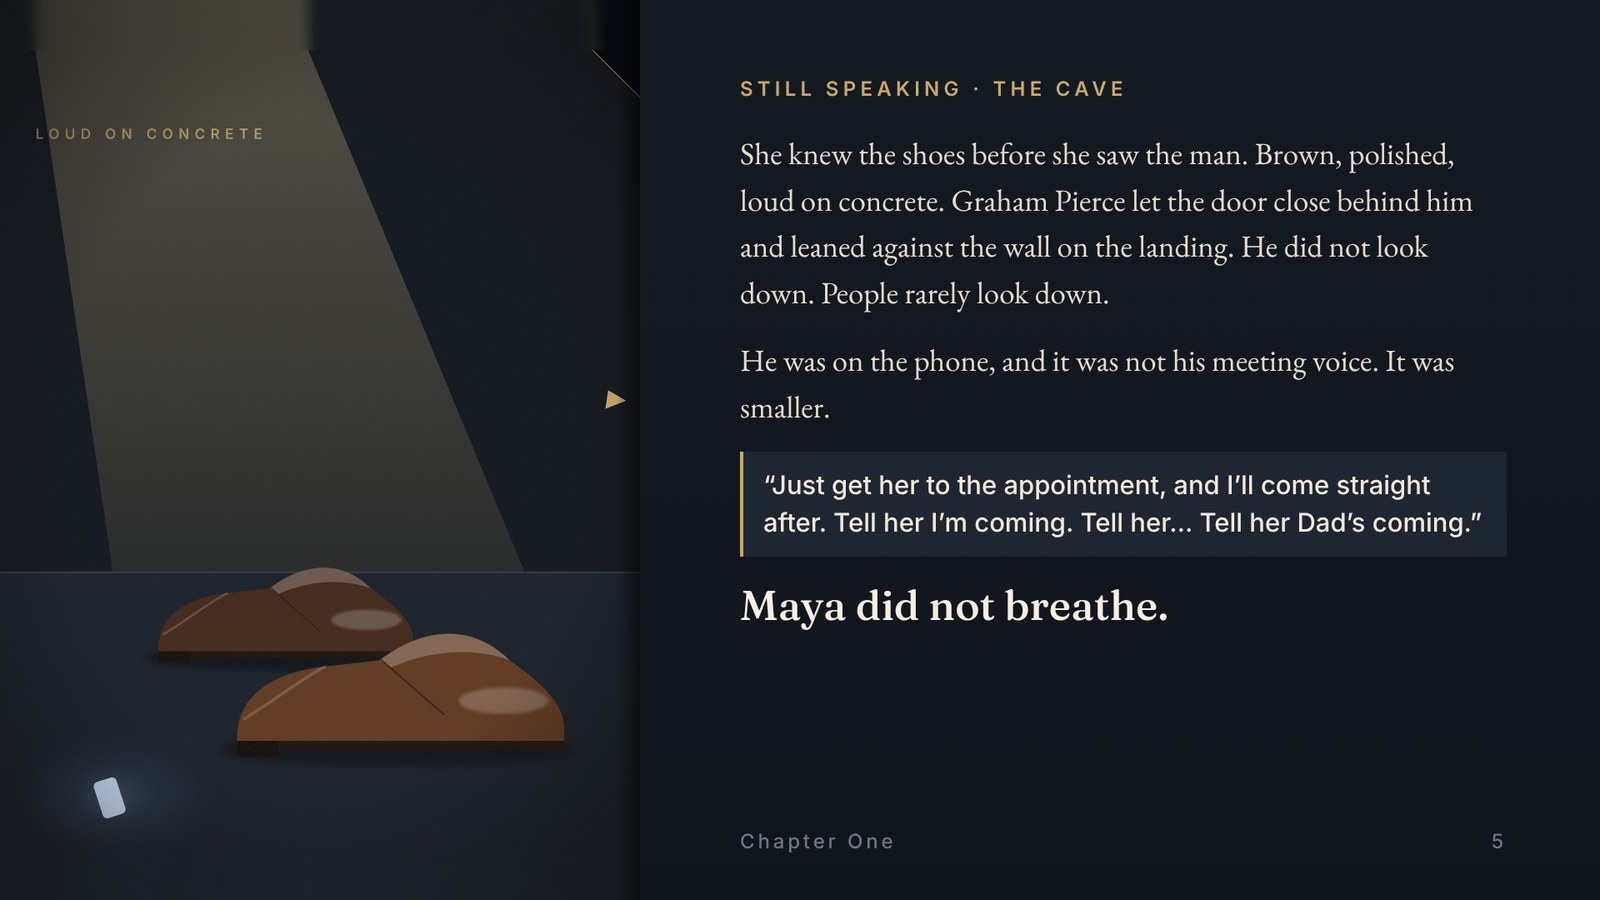 LOUD ON CONCRETE
STILL SPEAKING · THE CAVE
She knew the shoes before she saw the man. Brown, polished,
loud on concrete. Graham Pierce let the door close behind him
and leaned against the wall on the landing. He did not look
down. People rarely look down.
He was on the phone, and it was not his meeting voice. It was
smaller.
“Just get her to the appointment, and I’ll come straight
after. Tell her I’m coming. Tell her… Tell her Dad’s coming.”
Maya did not breathe.
Chapter One
5